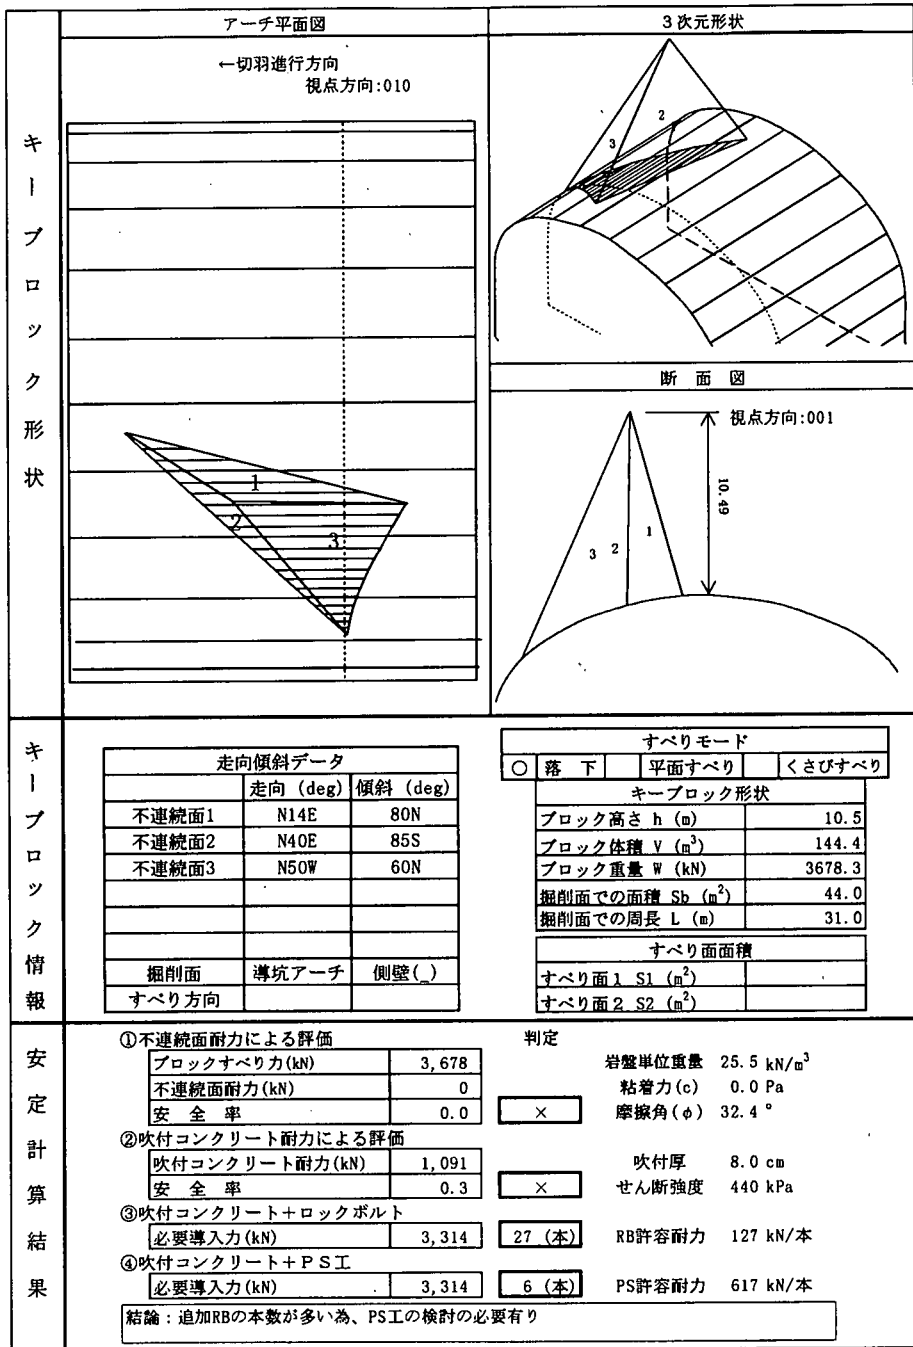 キーブロック形状
アーチ平面図
←切羽進行方向
視点方向:010
1
2
3
3次元形状
2
3
断面図
視点方向:001
10.49
3 2 1
キーブロック情報
走向傾斜データ
走向 (deg) 傾斜 (deg)
不連続面1 N14E 80N
不連続面2 N40E 85S
不連続面3 N50W 60N
掘削面 導坑アーチ 側壁(_)
すべり方向
すべりモード
○ 落下 平面すべり くさびすべり
キーブロック形状
ブロック高さ h (m) 10.5
ブロック体積 V (m³) 144.4
ブロック重量 W (kN) 3678.3
掘削面での面積 Sb (m²) 44.0
掘削面での周長 L (m) 31.0
すべり面面積
すべり面1 S1 (m²)
すべり面2 S2 (m²)
安定計算結果
①不連続面耐力による評価 判定
ブロックすべり力(kN) 3,678 岩盤単位重量 25.5 kN/m³
不連続面耐力(kN) 0 粘着力(c) 0.0 Pa
安全率 0.0 × 摩擦角(φ) 32.4 °
②吹付コンクリート耐力による評価
吹付コンクリート耐力(kN) 1,091 吹付厚 8.0 cm
安全率 0.3 × せん断強度 440 kPa
③吹付コンクリート+ロックボルト
必要導入力(kN) 3,314 27 (本) RB許容耐力 127 kN/本
④吹付コンクリート+PS工
必要導入力(kN) 3,314 6 (本) PS許容耐力 617 kN/本
結論:追加RBの本数が多い為、PS工の検討の必要有り